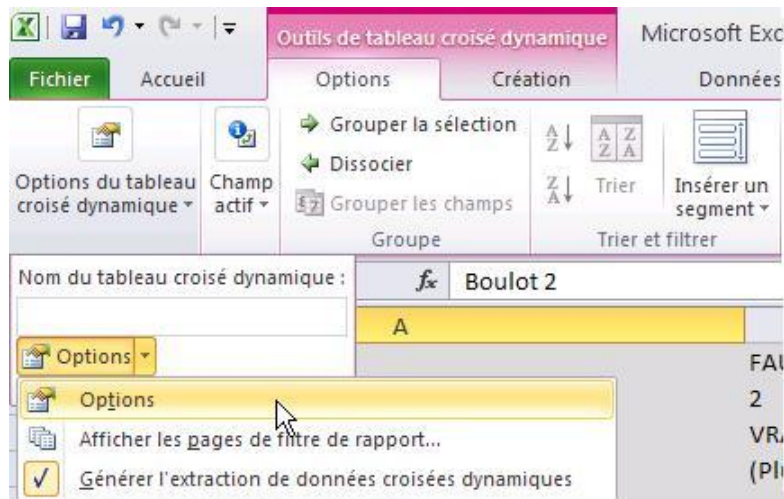 Outils de tableau croisé dynamique Microsoft Exc
Fichier Accueil Options Création Données
Options du tableau croisé dynamique
Champ actif
Grouper la sélection
Dissocier
Grouper les champs
Groupe
Trier
Insérer un segment
Trier et filtrer
Nom du tableau croisé dynamique :
fx Boulot 2
A
Options
Options
Afficher les pages de filtre de rapport...
Générer l'extraction de données croisées dynamiques
FAU
2
VRA
(Plu